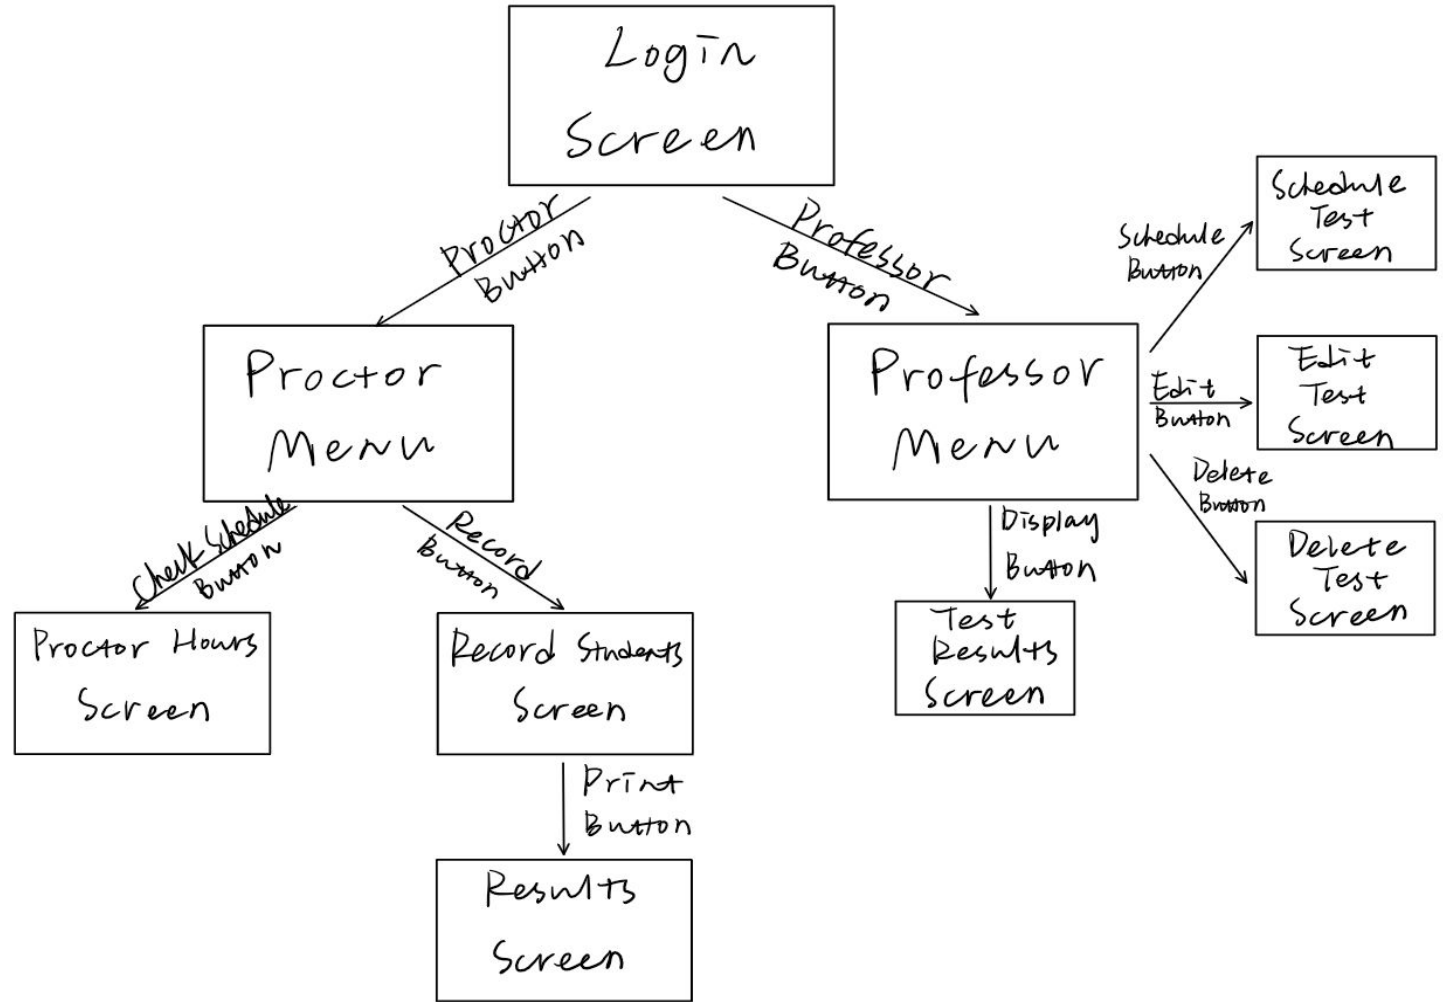 Login
Screen
Proctor
Button
Professor
Button
Proctor
Menu
Professor
Menu
Schedule
Button
Schedule
Test
Screen
Edit
Button
Edit
Test
Screen
Delete
Button
Delete
Test
Screen
Check Schedule
Button
Record
Button
Display
Button
Proctor Hours
Screen
Record Students
Screen
Test
Results
Screen
Print
Button
Results
Screen